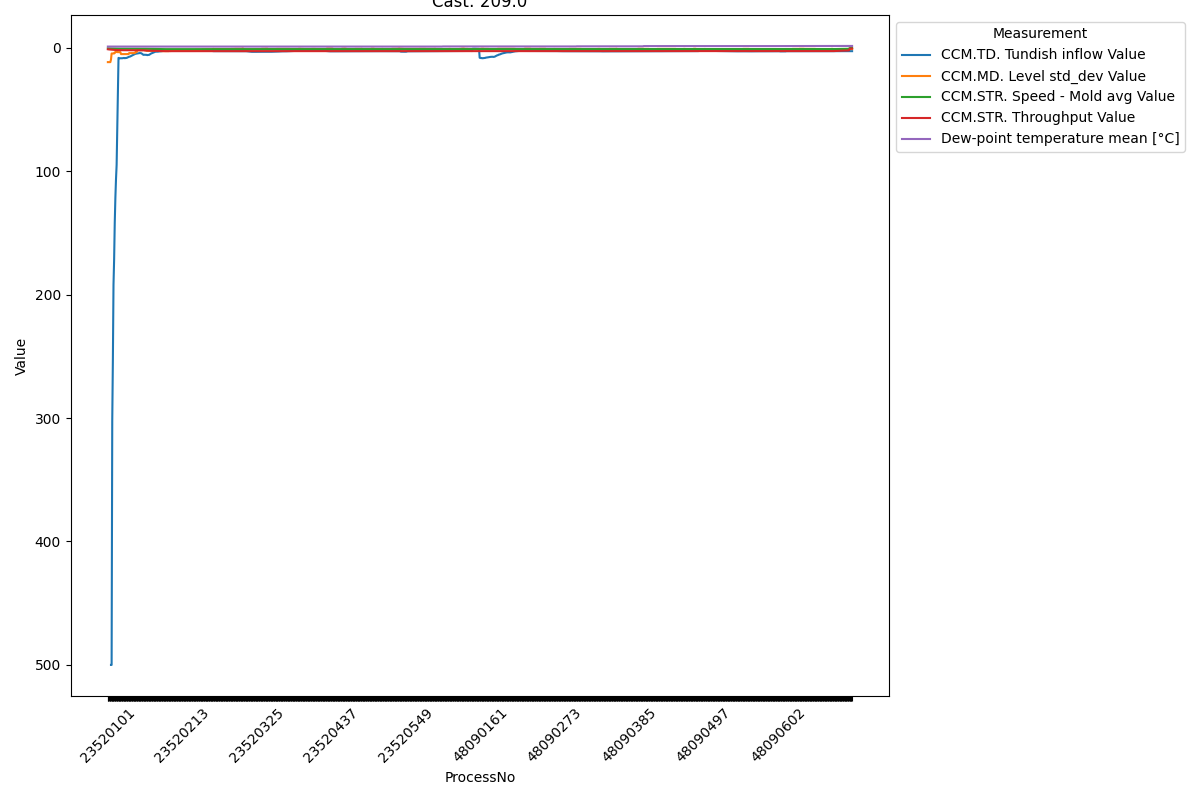 Cast: 209.0
Measurement
CCM.TD. Tundish inflow Value
CCM.MD. Level std_dev Value
CCM.STR. Speed - Mold avg Value
CCM.STR. Throughput Value
Dew-point temperature mean [°C]
0
100
200
300
400
500
Value
23520101
23520213
23520325
23520437
23520549
48090161
48090273
48090385
48090497
48090602
ProcessNo